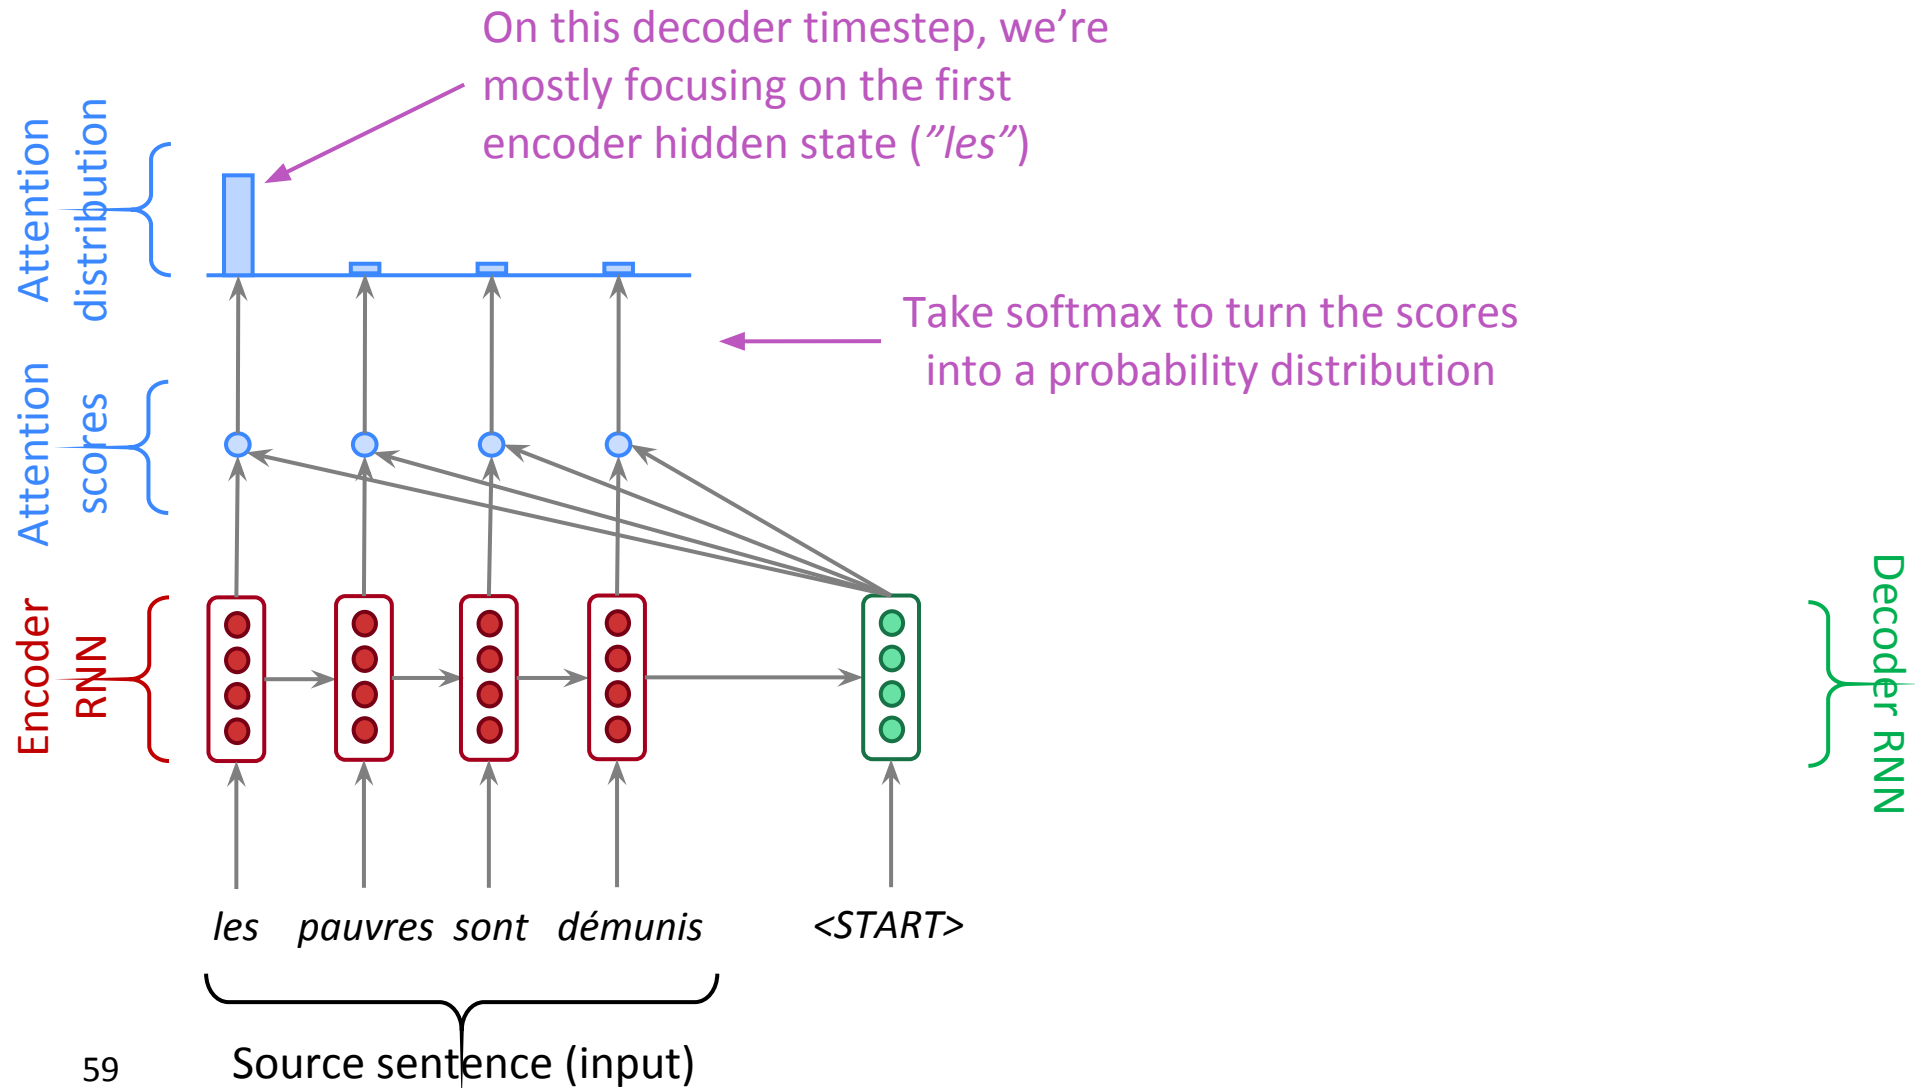 On this decoder timestep, we’re
mostly focusing on the first
encoder hidden state (”les”)
Attention
distribution
Take softmax to turn the scores
into a probability distribution
Attention
scores
Encoder
RNN
Decoder RNN
les pauvres sont démunis <START>
Source sentence (input)
59